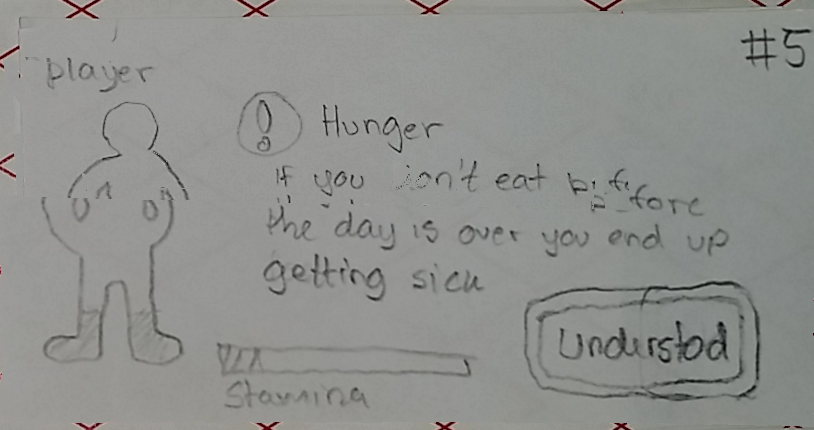 #5
player
! Hunger
If you don't eat before
the day is over you end up
getting sick
Understod
Stamina